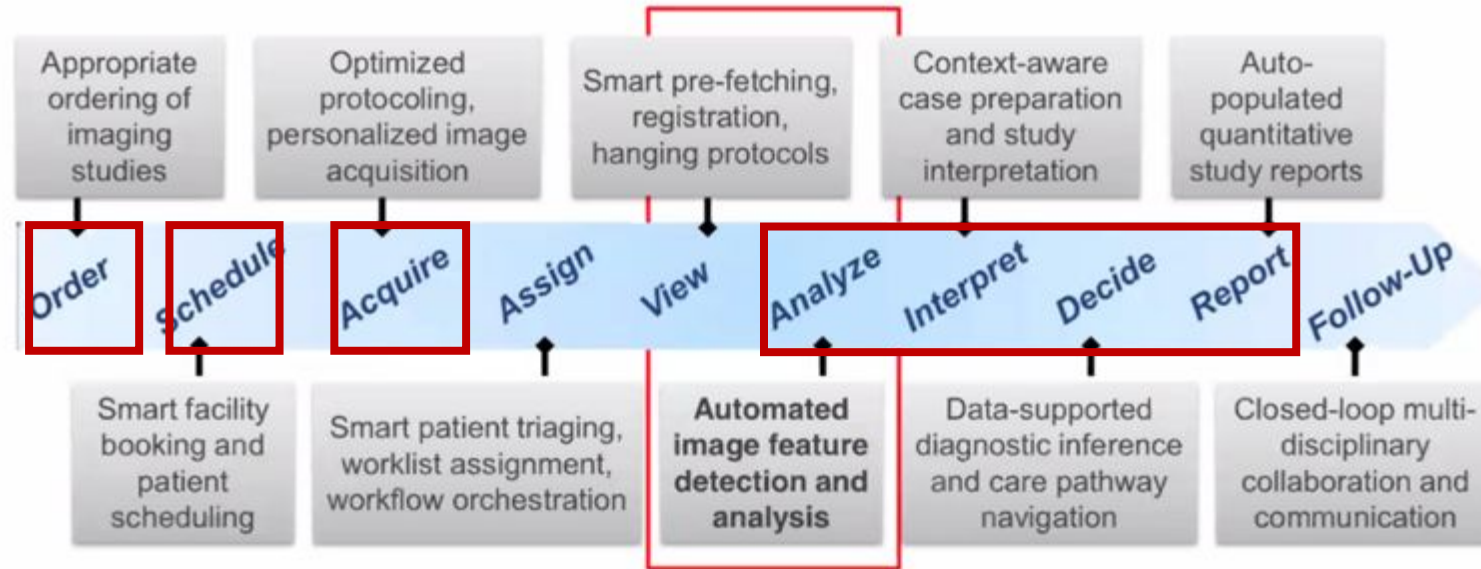 Appropriate
ordering of
imaging
studies
Optimized
protocoling,
personalized image
acquisition
Smart pre-fetching,
registration,
hanging protocols
Context-aware
case preparation
and study
interpretation
Auto-
populated
quantitative
study reports
Order
Schedule
Acquire
Assign
View
Analyze
Interpret
Decide
Report
Follow-Up
Smart facility
booking and
patient
scheduling
Smart patient triaging,
worklist assignment,
workflow orchestration
Automated
image feature
detection and
analysis
Data-supported
diagnostic inference
and care pathway
navigation
Closed-loop multi-
disciplinary
collaboration and
communication